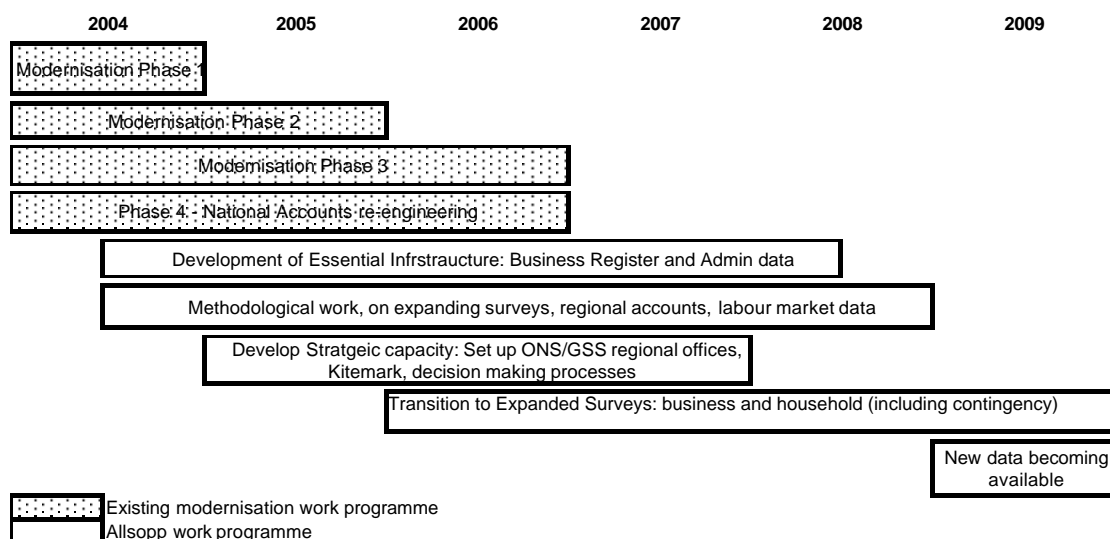 2004 2005 2006 2007 2008 2009
Modernisation Phase 1
Modernisation Phase 2
Modernisation Phase 3
Phase 4 - National Accounts re-engineering
Development of Essential Infrstraucture: Business Register and Admin data
Methodological work, on expanding surveys, regional accounts, labour market data
Develop Stratgeic capacity: Set up ONS/GSS regional offices,
Kitemark, decision making processes
Transition to Expanded Surveys: business and household (including contingency)
New data becoming
available
Existing modernisation work programme
Allsopp work programme